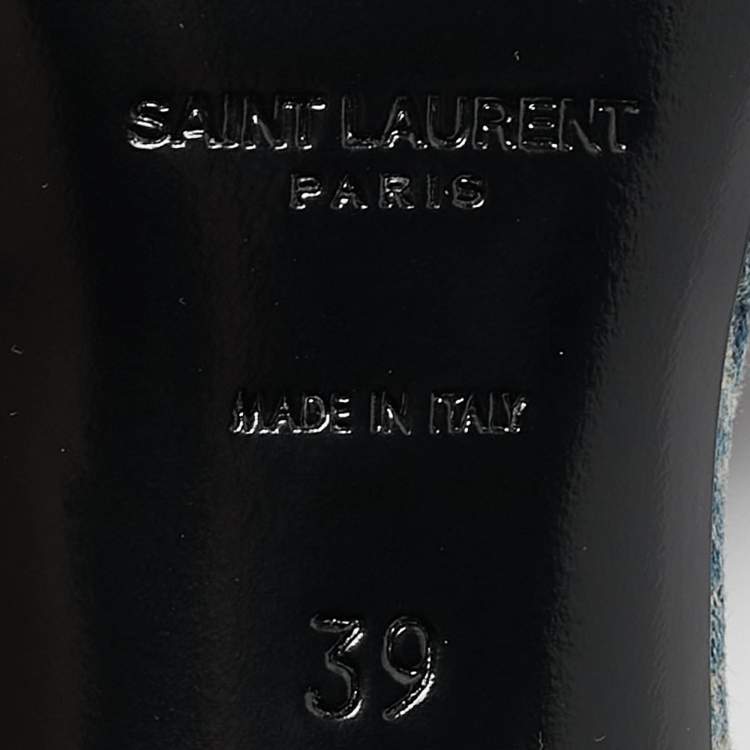 SAINT LAURENT
PARIS
MADE IN ITALY
39